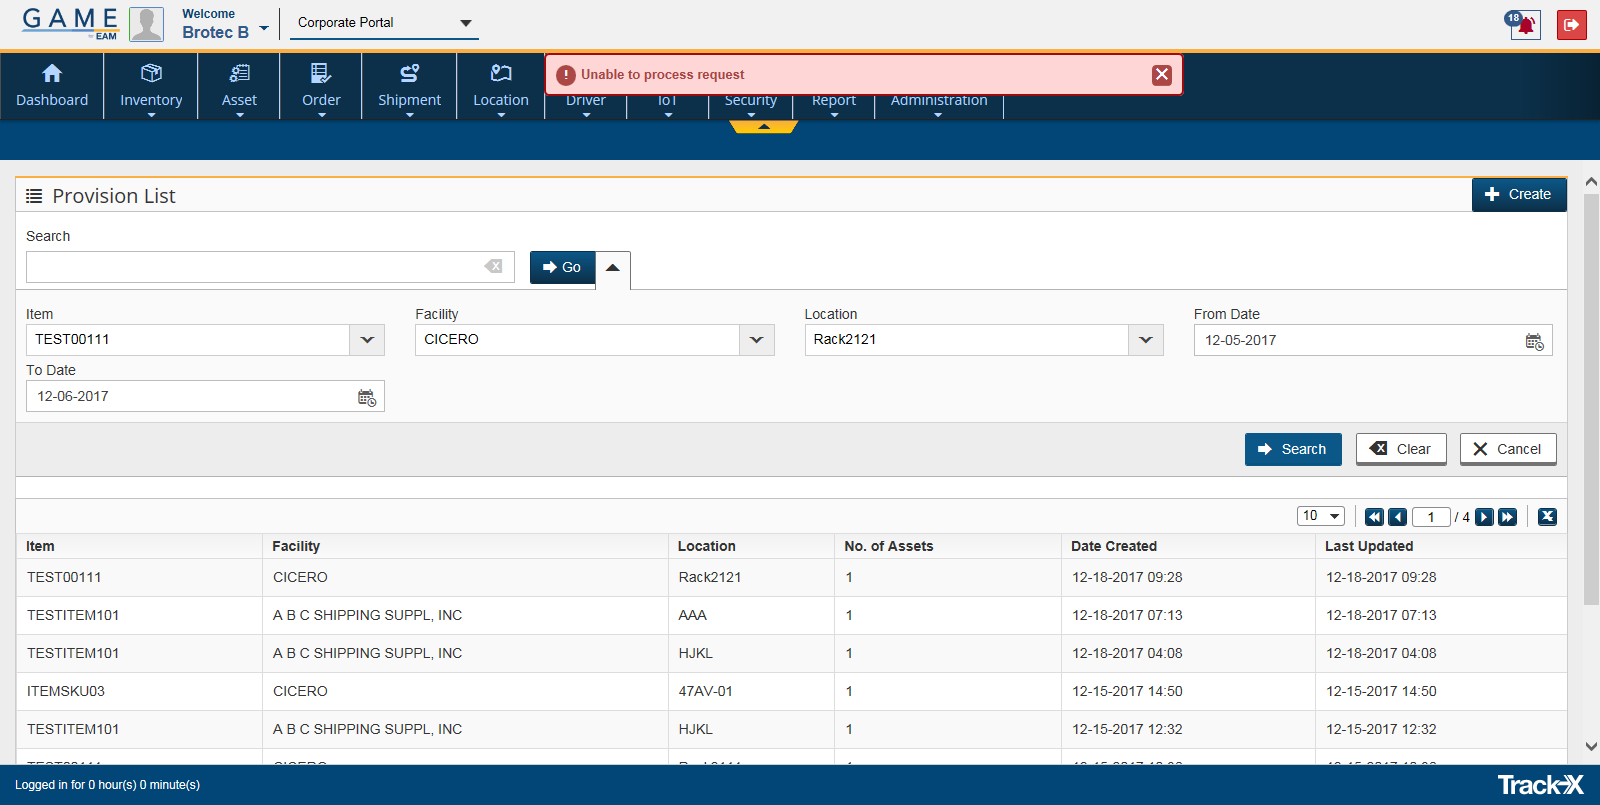 GAME
EAM
Welcome
Brotec B
Corporate Portal
18
Unable to process request
Dashboard Inventory Asset Order Shipment Location Driver IoT Security Report Administration
Provision List
Create
Search
Go
Item Facility Location From Date
TEST00111 CICERO Rack2121 12-05-2017
To Date
12-06-2017
Search Clear Cancel
10 1 / 4
Item Facility Location No. of Assets Date Created Last Updated
TEST00111 CICERO Rack2121 1 12-18-2017 09:28 12-18-2017 09:28
TESTITEM101 A B C SHIPPING SUPPL, INC AAA 1 12-18-2017 07:13 12-18-2017 07:13
TESTITEM101 A B C SHIPPING SUPPL, INC HJKL 1 12-18-2017 04:08 12-18-2017 04:08
ITEMSKU03 CICERO 47AV-01 1 12-15-2017 14:50 12-15-2017 14:50
TESTITEM101 A B C SHIPPING SUPPL, INC HJKL 1 12-15-2017 12:32 12-15-2017 12:32
Logged in for 0 hour(s) 0 minute(s)
Track-X